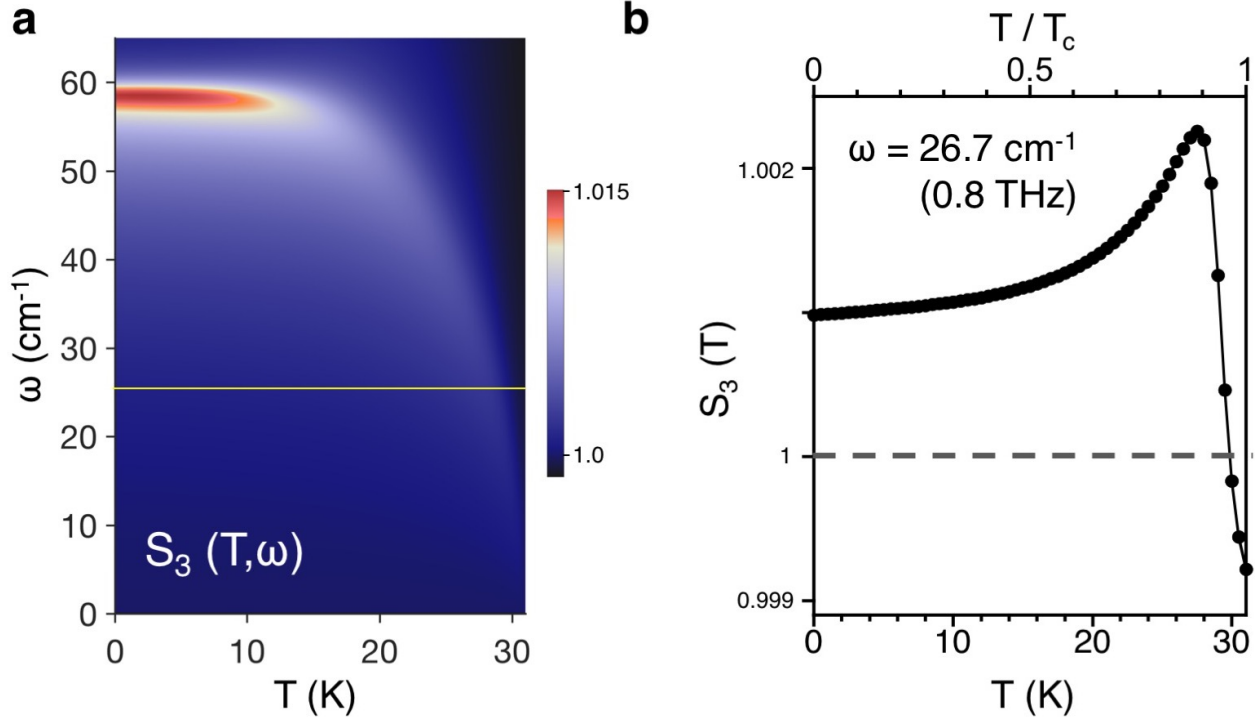 a
60
50
40
30
20
10
0
ω (cm⁻¹)
S₃ (T,ω)
0 10 20 30
T (K)
1.015
1.0
b
T / T꜀
0 0.5 1
ω = 26.7 cm⁻¹
(0.8 THz)
1.002
1
0.999
S₃ (T)
0 10 20 30
T (K)